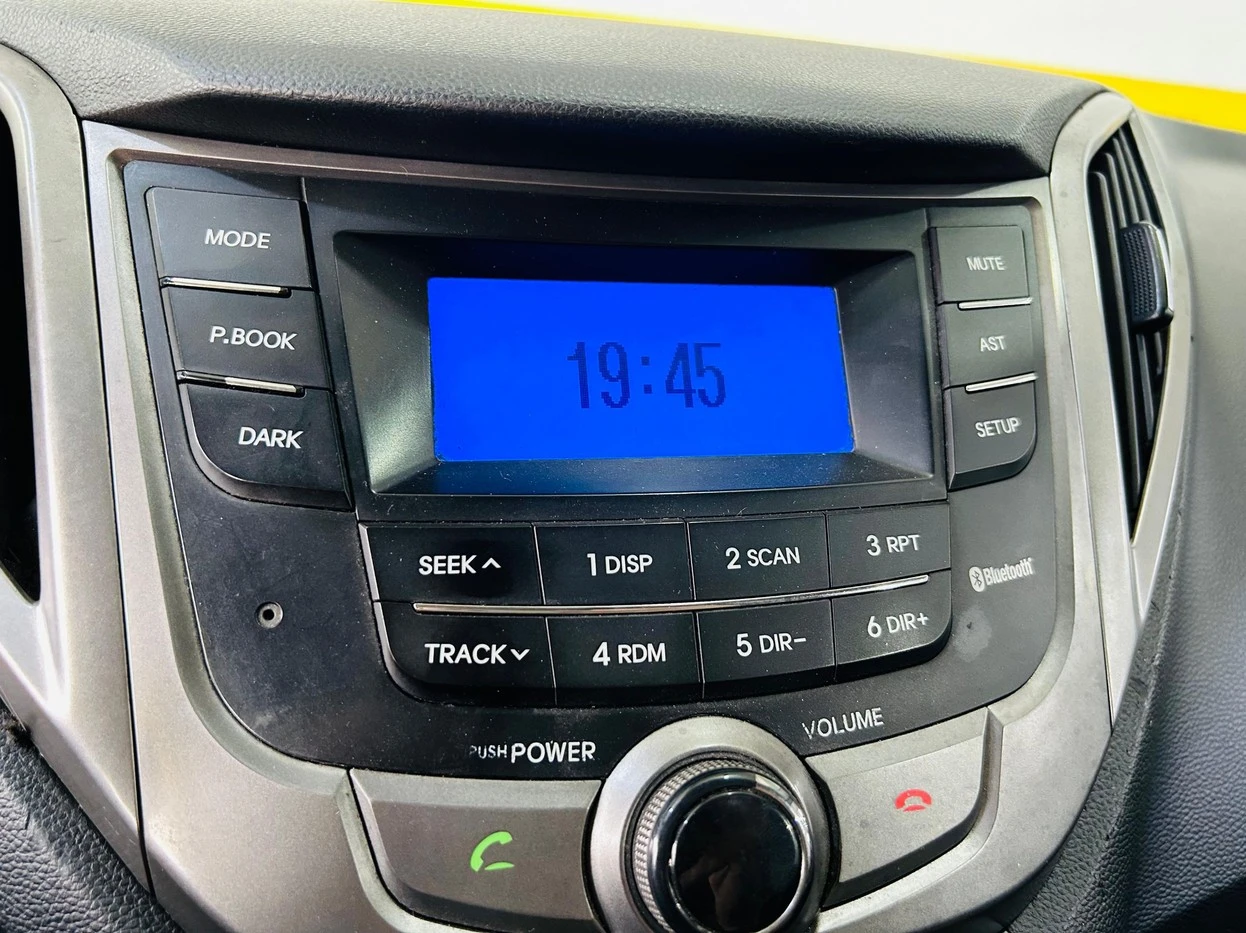 MODE
P.BOOK
DARK
19:45
MUTE
AST
SETUP
SEEK ^
1 DISP
2 SCAN
3 RPT
TRACK ⌄
4 RDM
5 DIR-
6 DIR+
Bluetooth
PUSH POWER
VOLUME